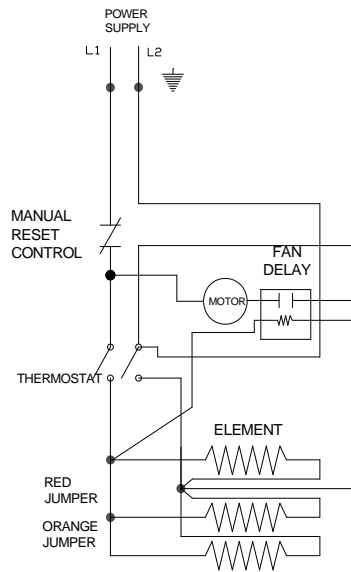 POWER
SUPPLY
L1
L2
MANUAL
RESET
CONTROL
FAN
DELAY
MOTOR
THERMOSTAT
ELEMENT
RED
JUMPER
ORANGE
JUMPER